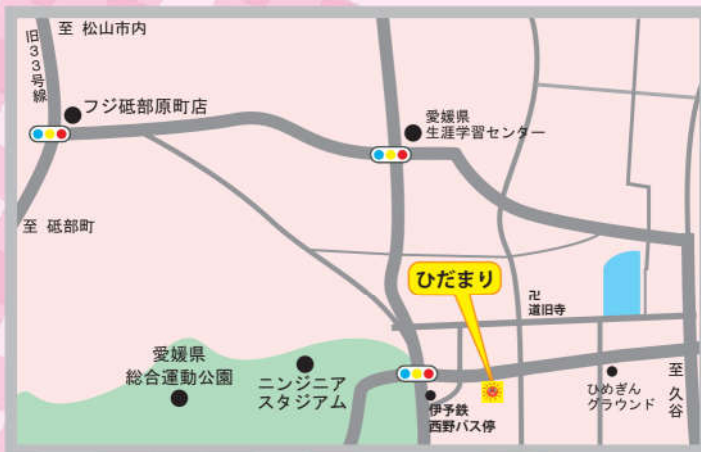 至 松山市内
旧33号線
フジ砥部原町店
愛媛県
生涯学習センター
至 砥部町
ひだまり
卍
道旧寺
愛媛県
総合運動公園
ニンジニア
スタジアム
伊予鉄
西野バス停
ひめぎん
グラウンド
至 久谷